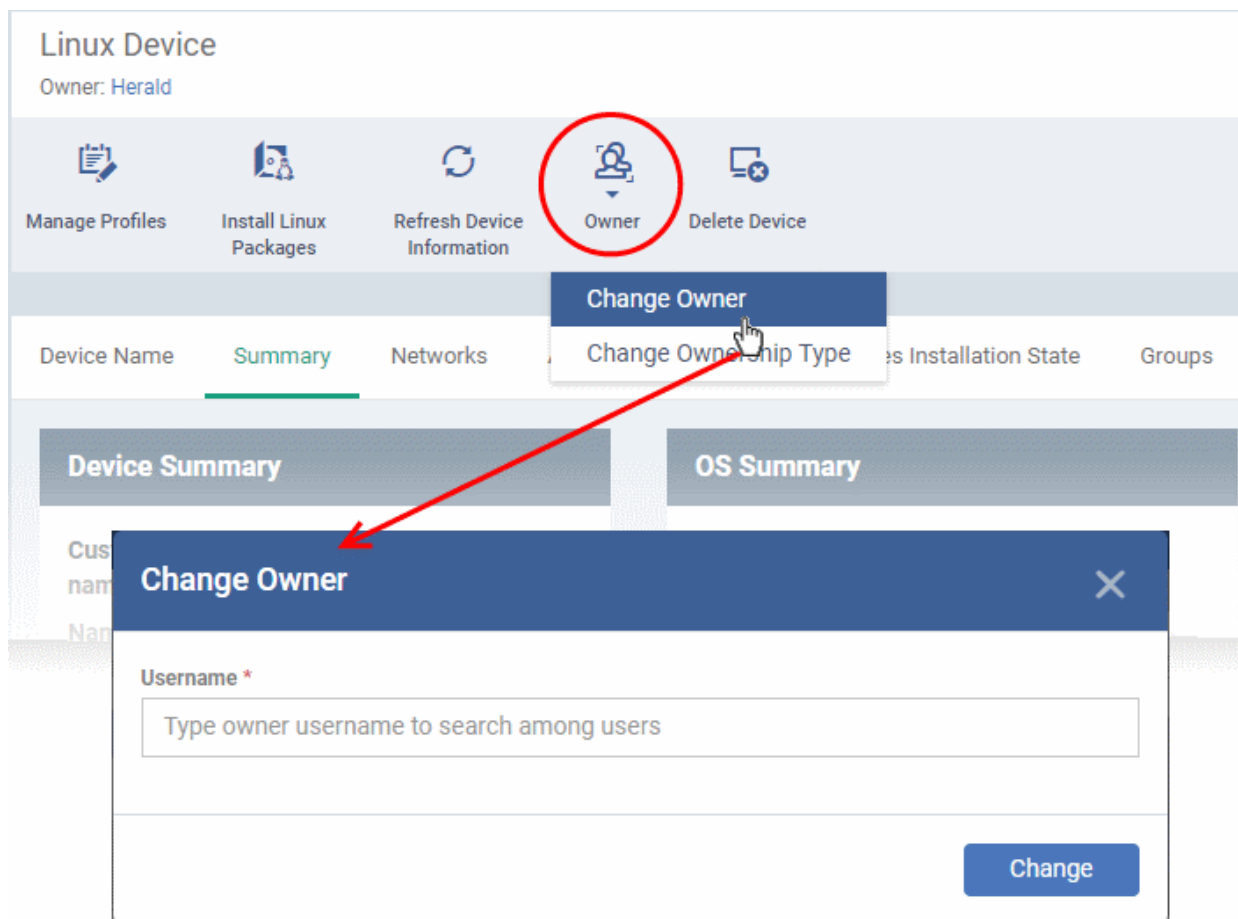 Linux Device
Owner: Herald
Manage Profiles
Install Linux
Packages
Refresh Device
Information
Owner
Delete Device
Change Owner
Change Ownership Type
Device Name
Summary
Networks
Installation State
Groups
Device Summary
OS Summary
Change Owner
Username *
Type owner username to search among users
Change